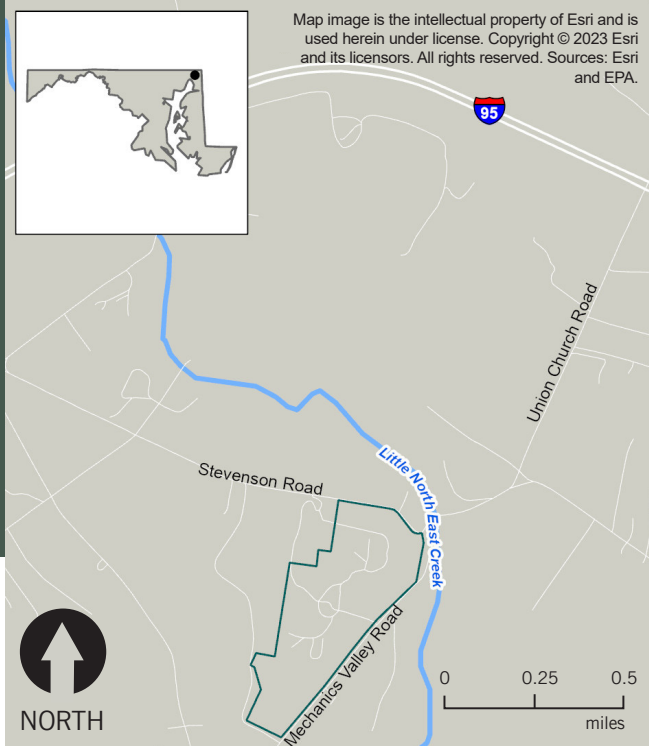 Map image is the intellectual property of Esri and is
used herein under license. Copyright © 2023 Esri
and its licensors. All rights reserved. Sources: Esri
and EPA.
95
Union Church Road
Stevenson Road
Little North East Creek
Mechanics Valley Road
NORTH
0 0.25 0.5
miles